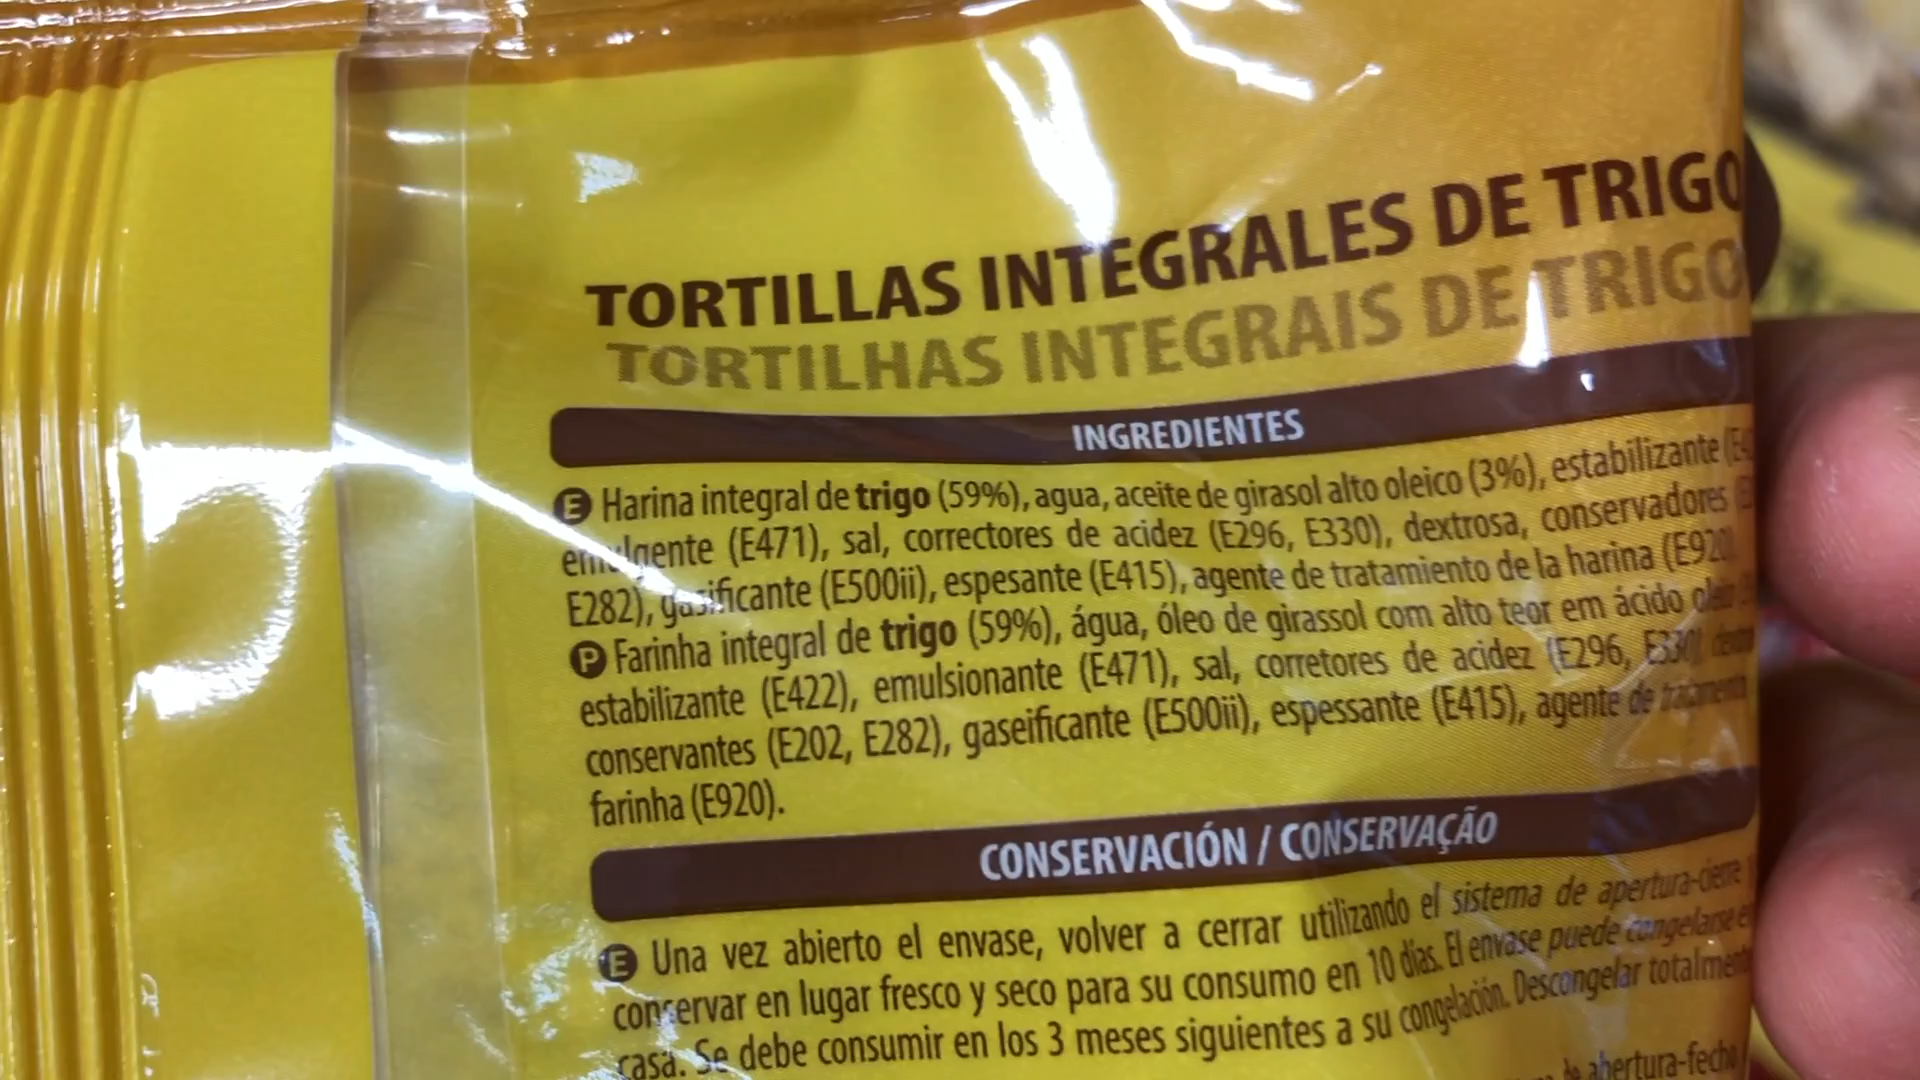 TORTILLAS INTEGRALES DE TRIGO
TORTILHAS INTEGRAIS DE TRIGO
INGREDIENTES
E Harina integral de trigo (59%), agua, aceite de girasol alto oleico (3%), estabilizante
(E471), sal, correctores de acidez (E296, E330), dextrosa, conservadores
E282), gasificante (E500ii), espesante (E415), agente de tratamiento de la harina (E920
P Farinha integral de trigo (59%), água, óleo de girassol com alto teor em ácido
estabilizante (E422), emulsionante (E471), sal, corretores de acidez (E296, E330),
conservantes (E202, E282), gaseificante (E500ii), espessante (E415), agente de tratamento
farinha (E920).
CONSERVACIÓN / CONSERVAÇÃO
E Una vez abierto el envase, volver a cerrar utilizando el sistema de apertura-cierre
conservar en lugar fresco y seco para su consumo en 10 días. El envase puede congelarse
casa. Se debe consumir en los 3 meses siguientes a su congelación. Descongelar
de abertura-fecho